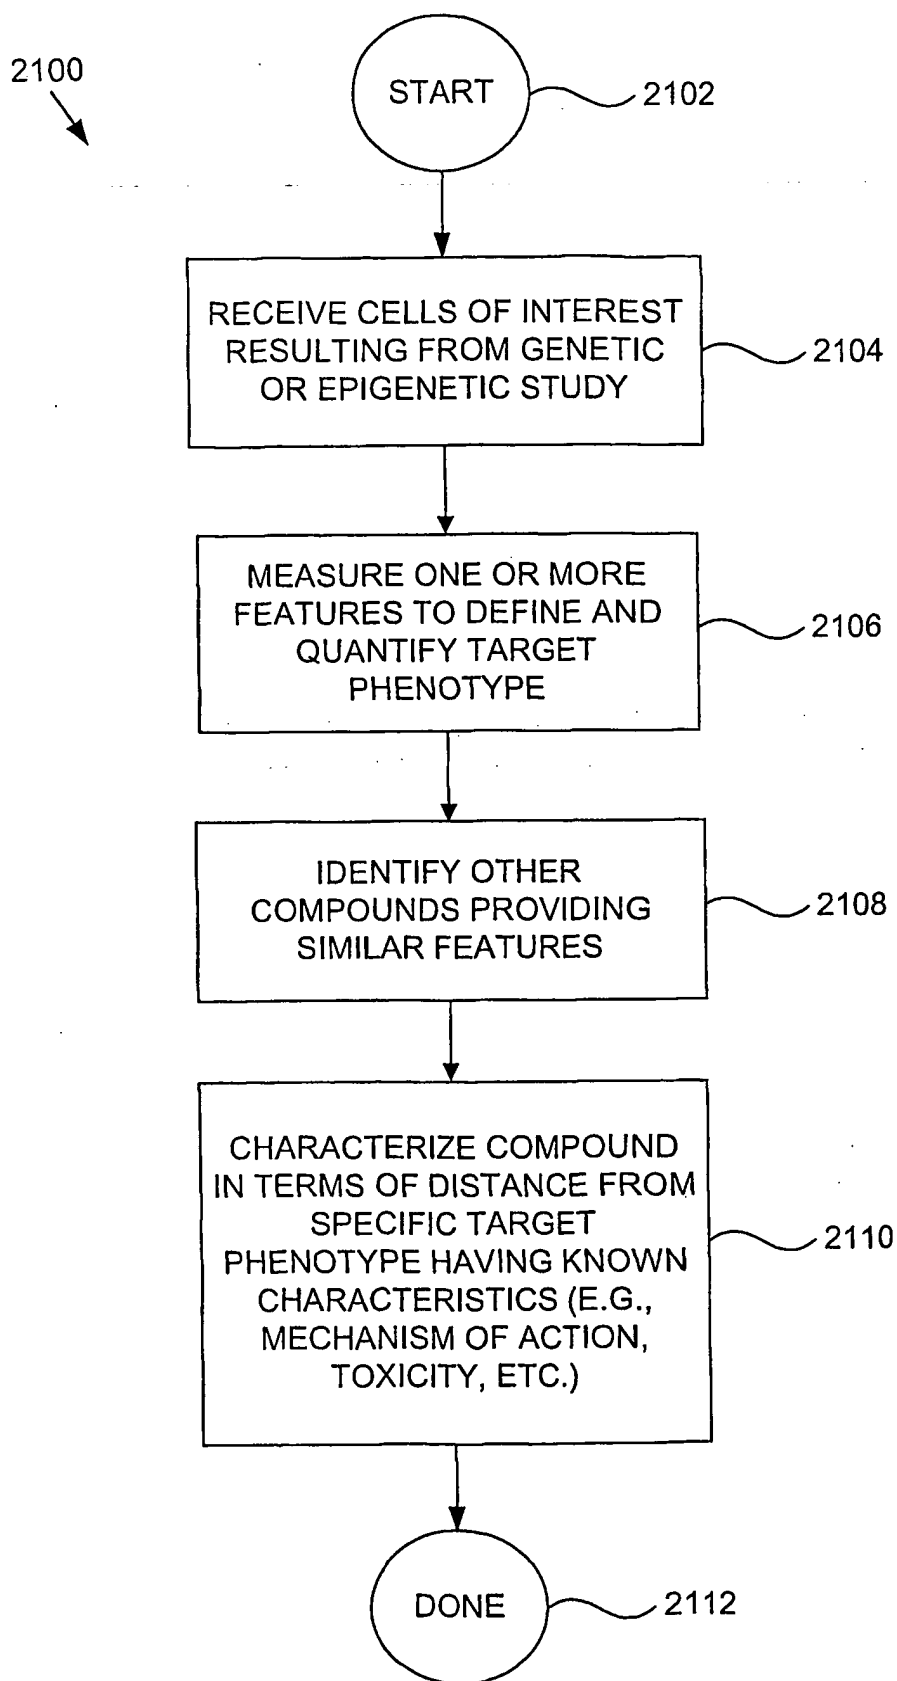 2100
START
2102
RECEIVE CELLS OF INTEREST
RESULTING FROM GENETIC
OR EPIGENETIC STUDY
2104
MEASURE ONE OR MORE
FEATURES TO DEFINE AND
QUANTIFY TARGET
PHENOTYPE
2106
IDENTIFY OTHER
COMPOUNDS PROVIDING
SIMILAR FEATURES
2108
CHARACTERIZE COMPOUND
IN TERMS OF DISTANCE FROM
SPECIFIC TARGET
PHENOTYPE HAVING KNOWN
CHARACTERISTICS (E.G.,
MECHANISM OF ACTION,
TOXICITY, ETC.)
2110
DONE
2112